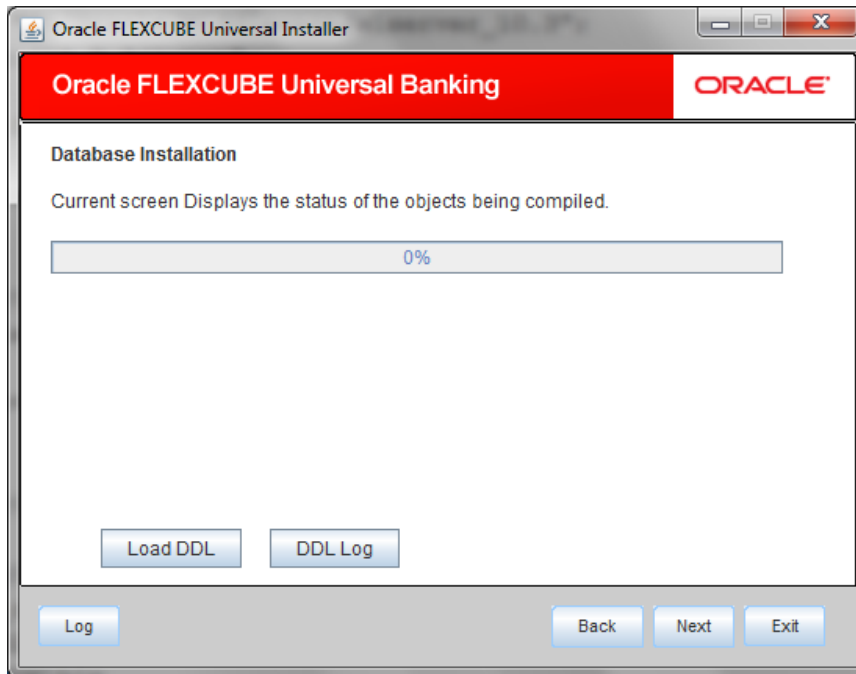 Oracle FLEXCUBE Universal Installer
Oracle FLEXCUBE Universal Banking
ORACLE
Database Installation
Current screen Displays the status of the objects being compiled.
0%
Load DDL DDL Log
Log Back Next Exit